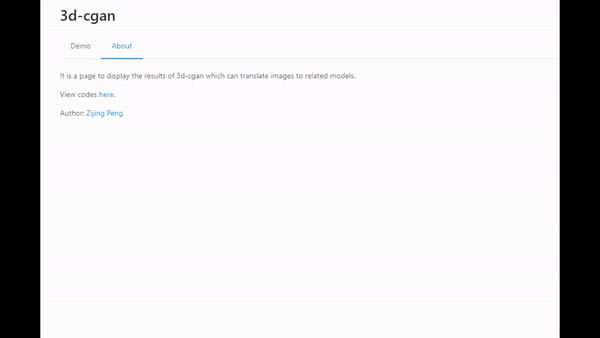 3d-cgan
Demo About
It is a page to display the results of 3d-cgan which can translate images to related models.
View codes here.
Author: Zijing Peng